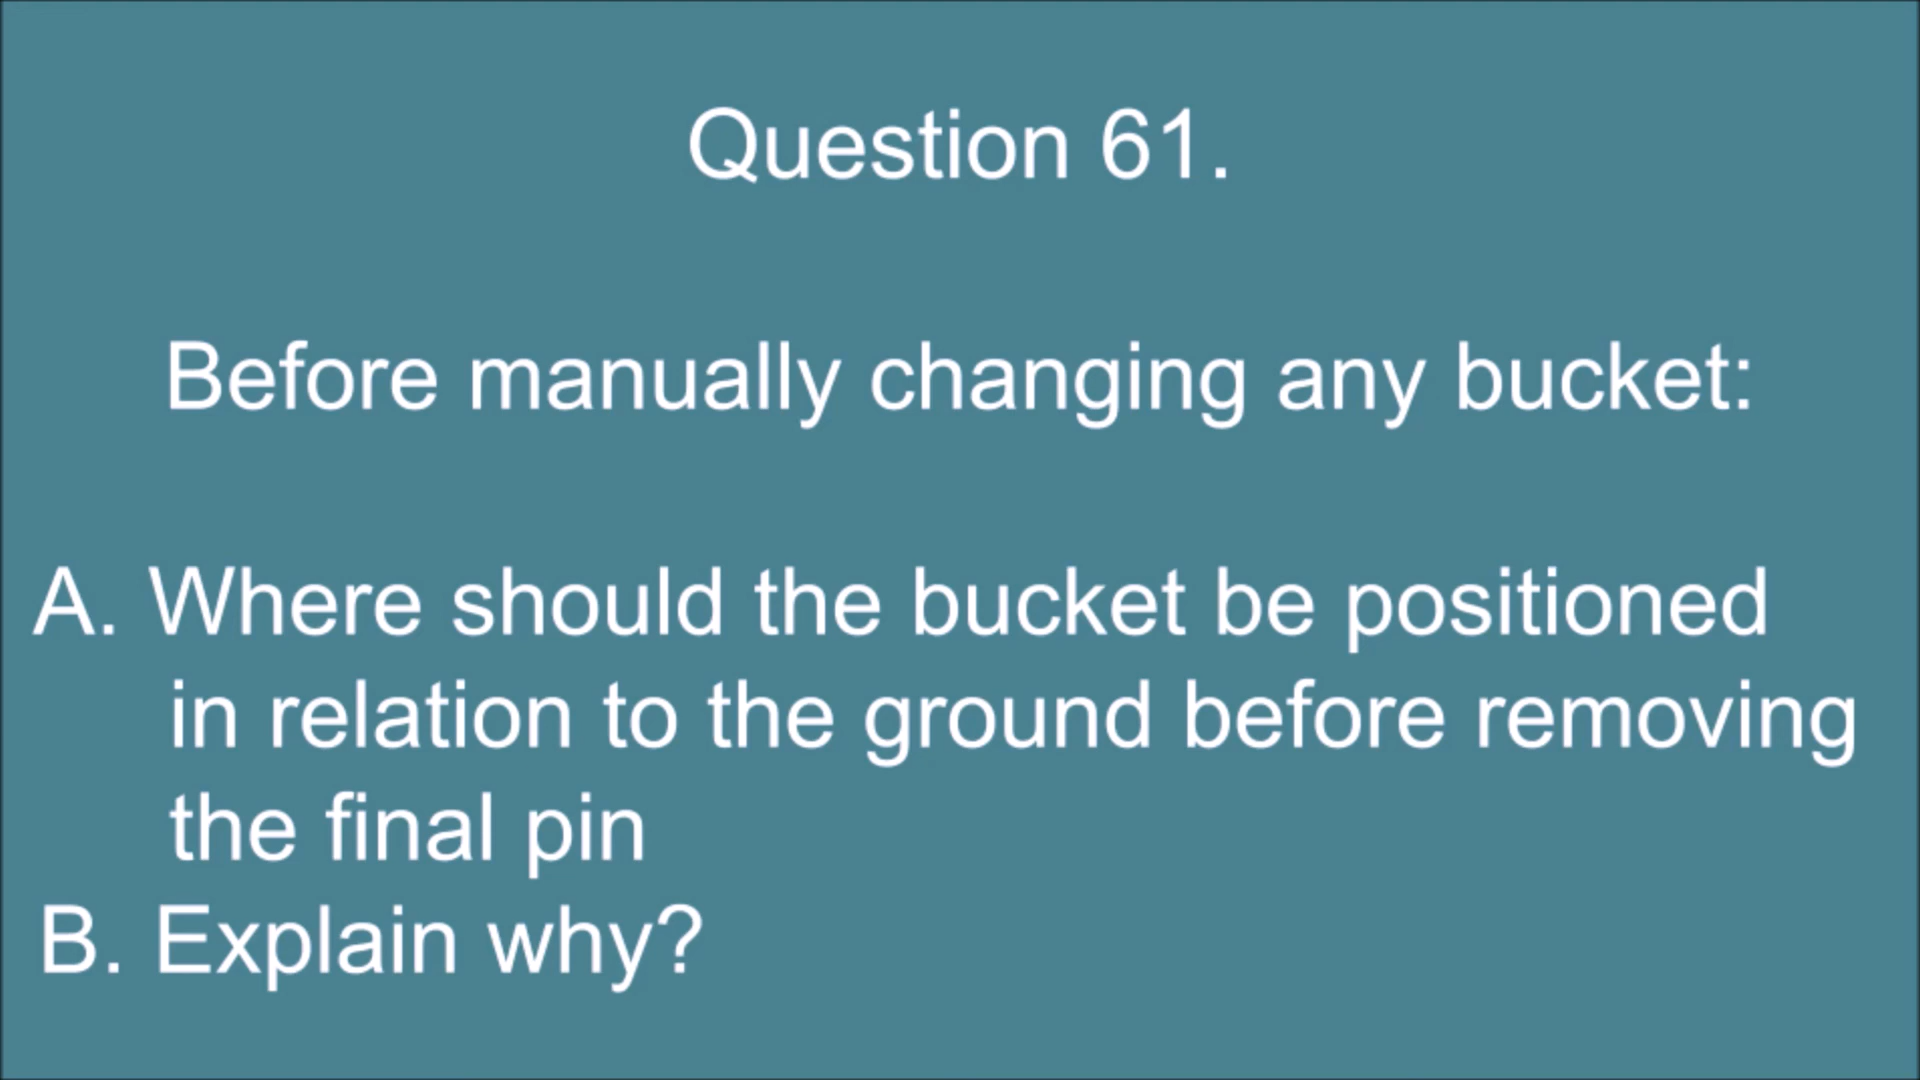 Question 61.
Before manually changing any bucket:
A. Where should the bucket be positioned
in relation to the ground before removing
the final pin
B. Explain why?